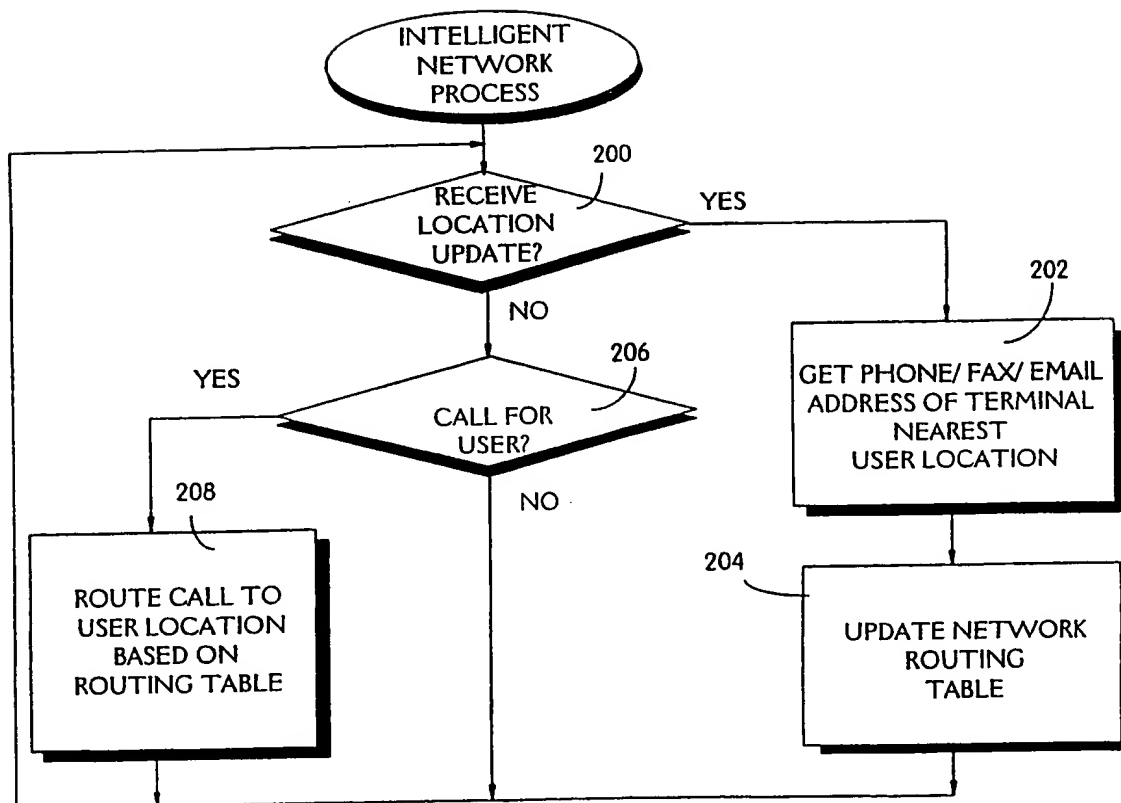 INTELLIGENT
NETWORK
PROCESS
200
RECEIVE
LOCATION
UPDATE?
YES
NO
202
GET PHONE/ FAX/ EMAIL
ADDRESS OF TERMINAL
NEAREST
USER LOCATION
206
YES
CALL FOR
USER?
NO
208
ROUTE CALL TO
USER LOCATION
BASED ON
ROUTING TABLE
204
UPDATE NETWORK
ROUTING
TABLE